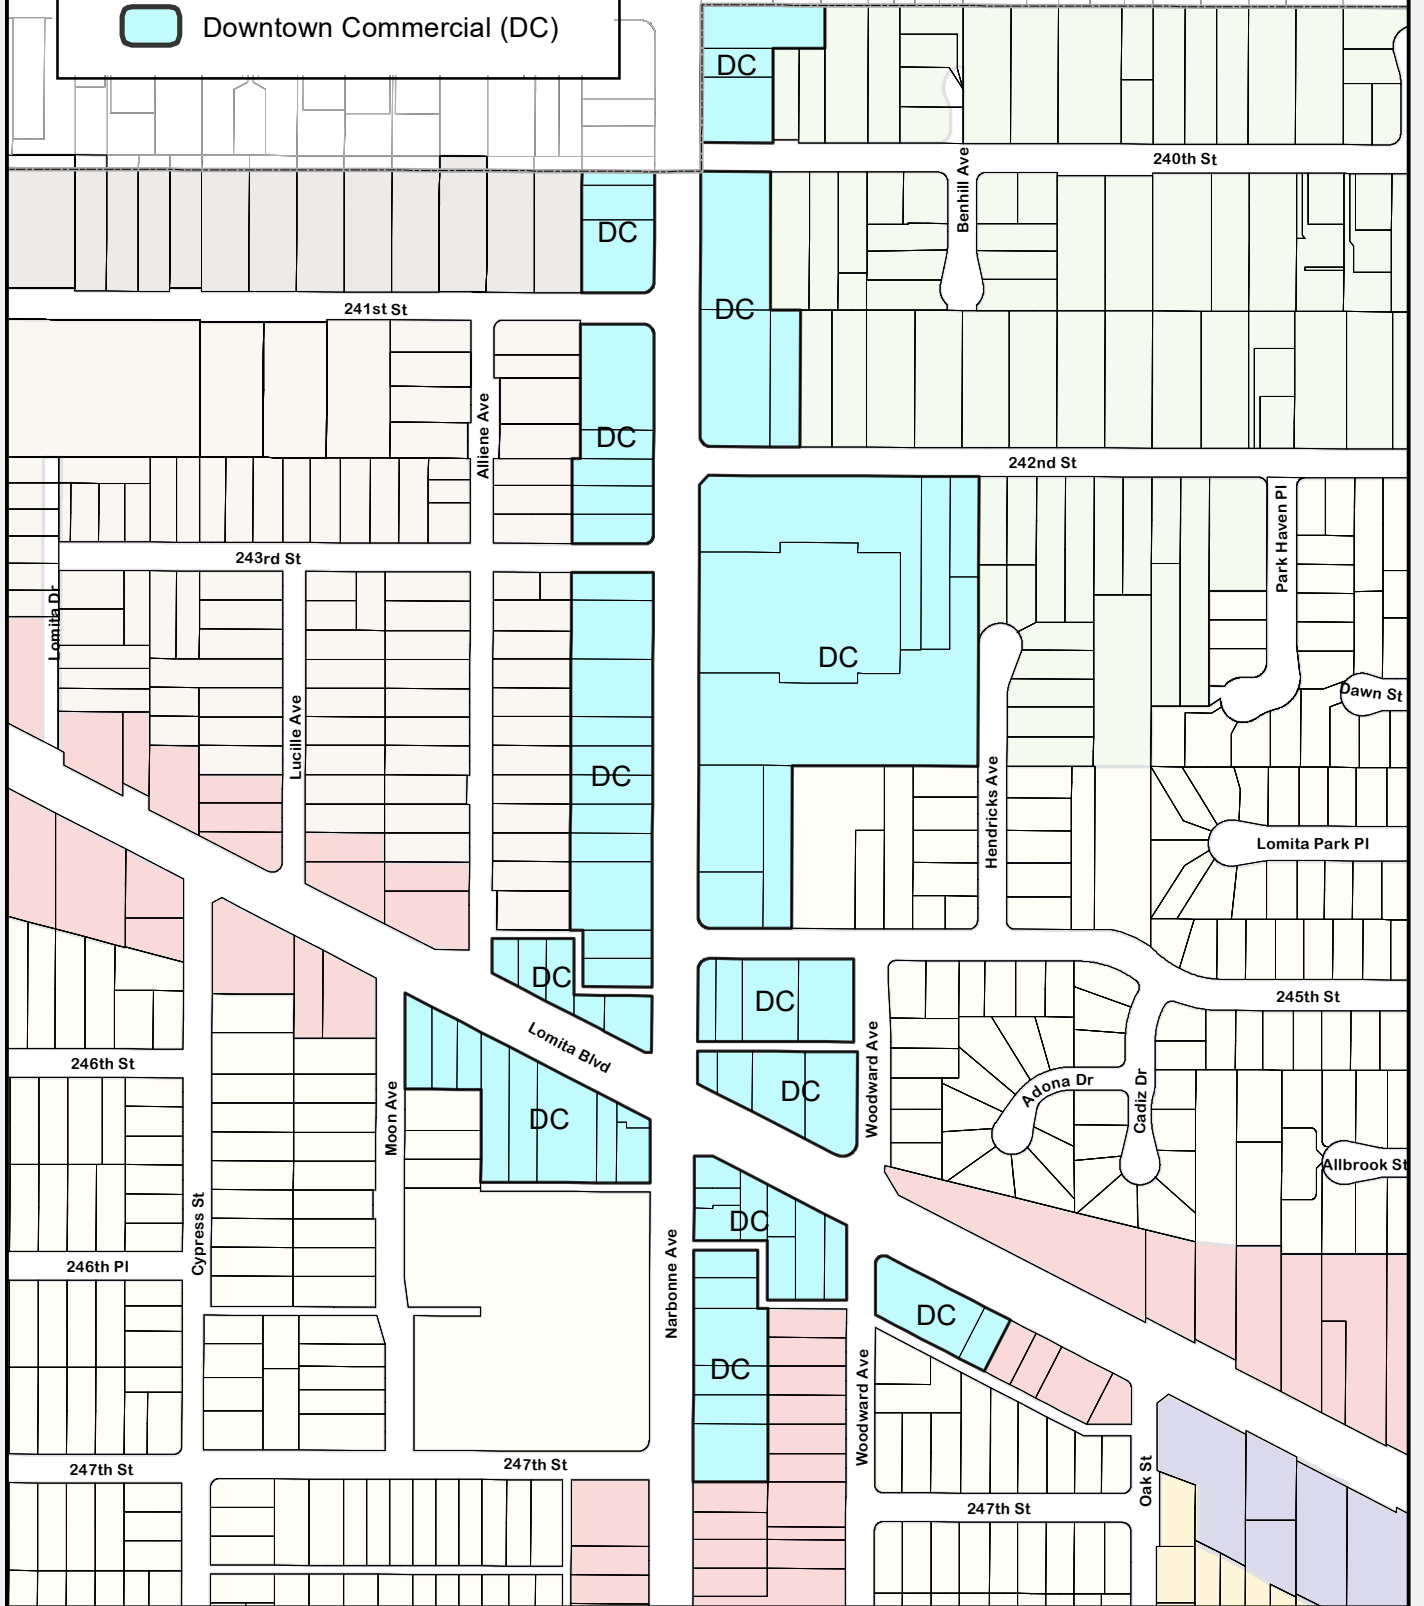 Downtown Commercial (DC)
DC
240th St
Benhill Ave
DC
DC
241st St
Alliene Ave
DC
242nd St
Park Haven Pl
243rd St
Lomita Dr
DC
Dawn St
Lucille Ave
DC
Hendricks Ave
Lomita Park Pl
DC
DC
245th St
Lomita Blvd
Woodward Ave
246th St
Moon Ave
DC
DC
Adona Dr
Cadiz Dr
Allbrook St
Cypress St
DC
246th Pl
Narbonne Ave
DC
DC
Woodward Ave
247th St
247th St
Oak St
247th St